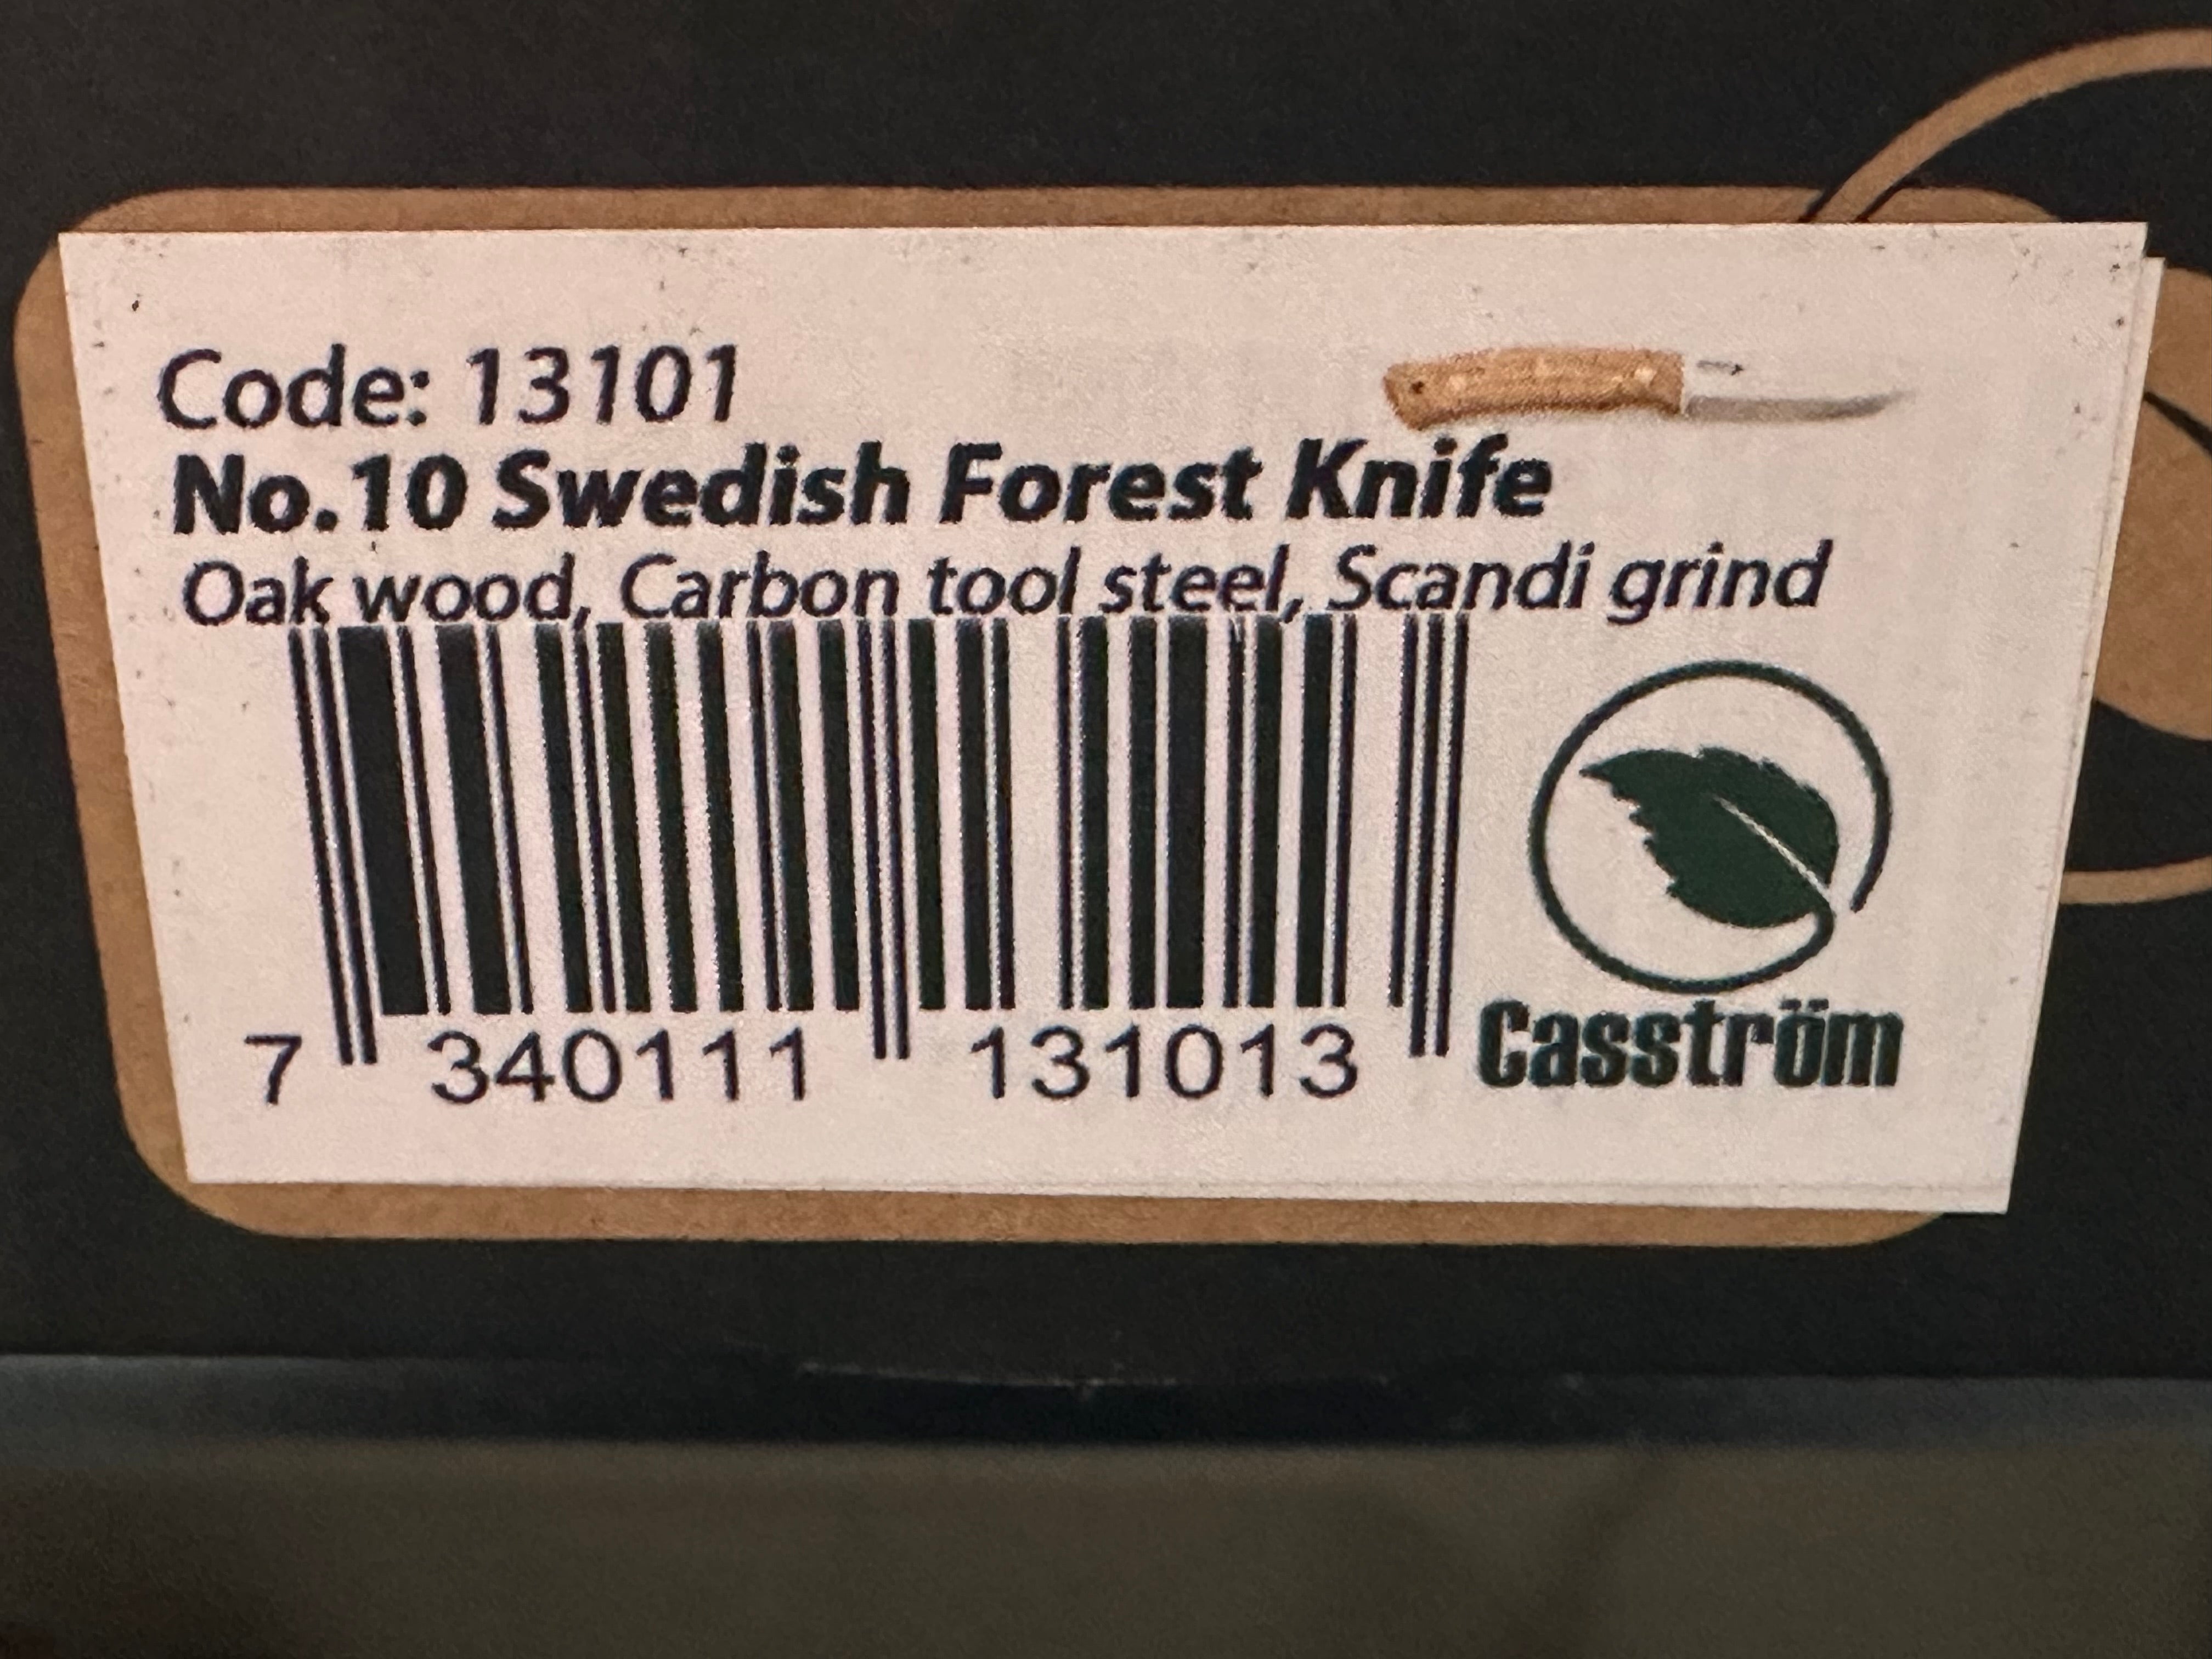 Code: 13101
No.10 Swedish Forest Knife
Oak wood, Carbon tool steel, Scandi grind
7 340111 131013
Casström